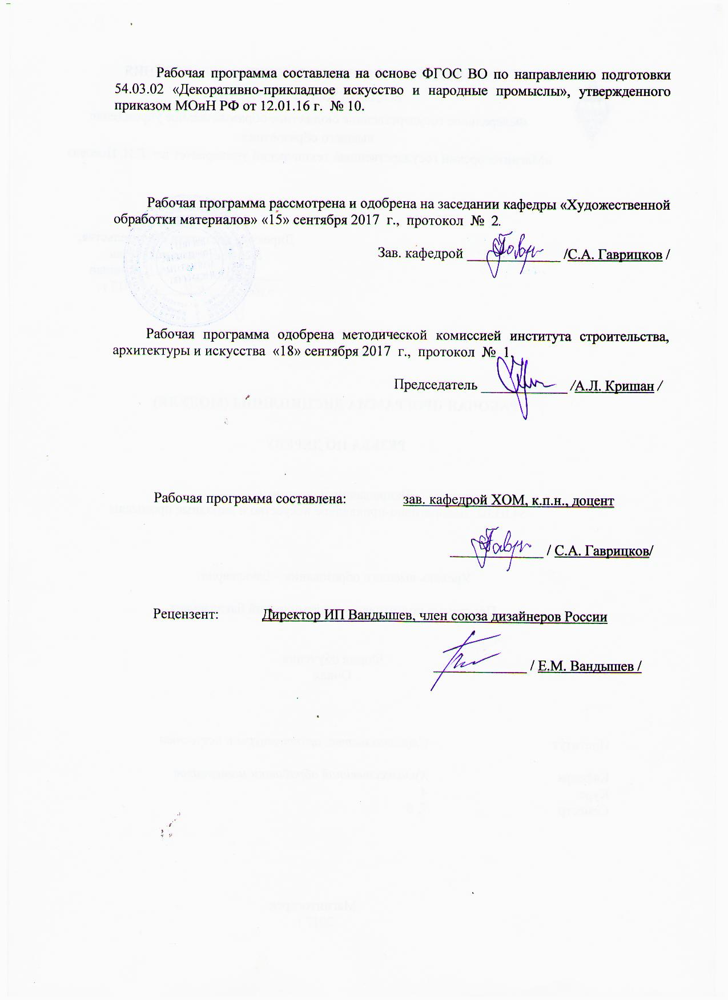 Рабочая программа составлена на основе ФГОС ВО по направлению подготовки
54.03.02 «Декоративно-прикладное искусство и народные промыслы», утвержденного
приказом МОиН РФ от 12.01.16 г. № 10.
Рабочая программа рассмотрена и одобрена на заседании кафедры «Художественной
обработки материалов» «15» сентября 2017 г., протокол № 2.
Зав. кафедрой /С.А. Гаврицков /
Рабочая программа одобрена методической комиссией института строительства,
архитектуры и искусства «18» сентября 2017 г., протокол № 1.
Председатель /А.Л. Кришан /
Рабочая программа составлена: зав. кафедрой ХОМ, к.п.н., доцент
/ С.А. Гаврицков/
Рецензент: Директор ИП Вандышев, член союза дизайнеров России
/ Е.М. Вандышев /